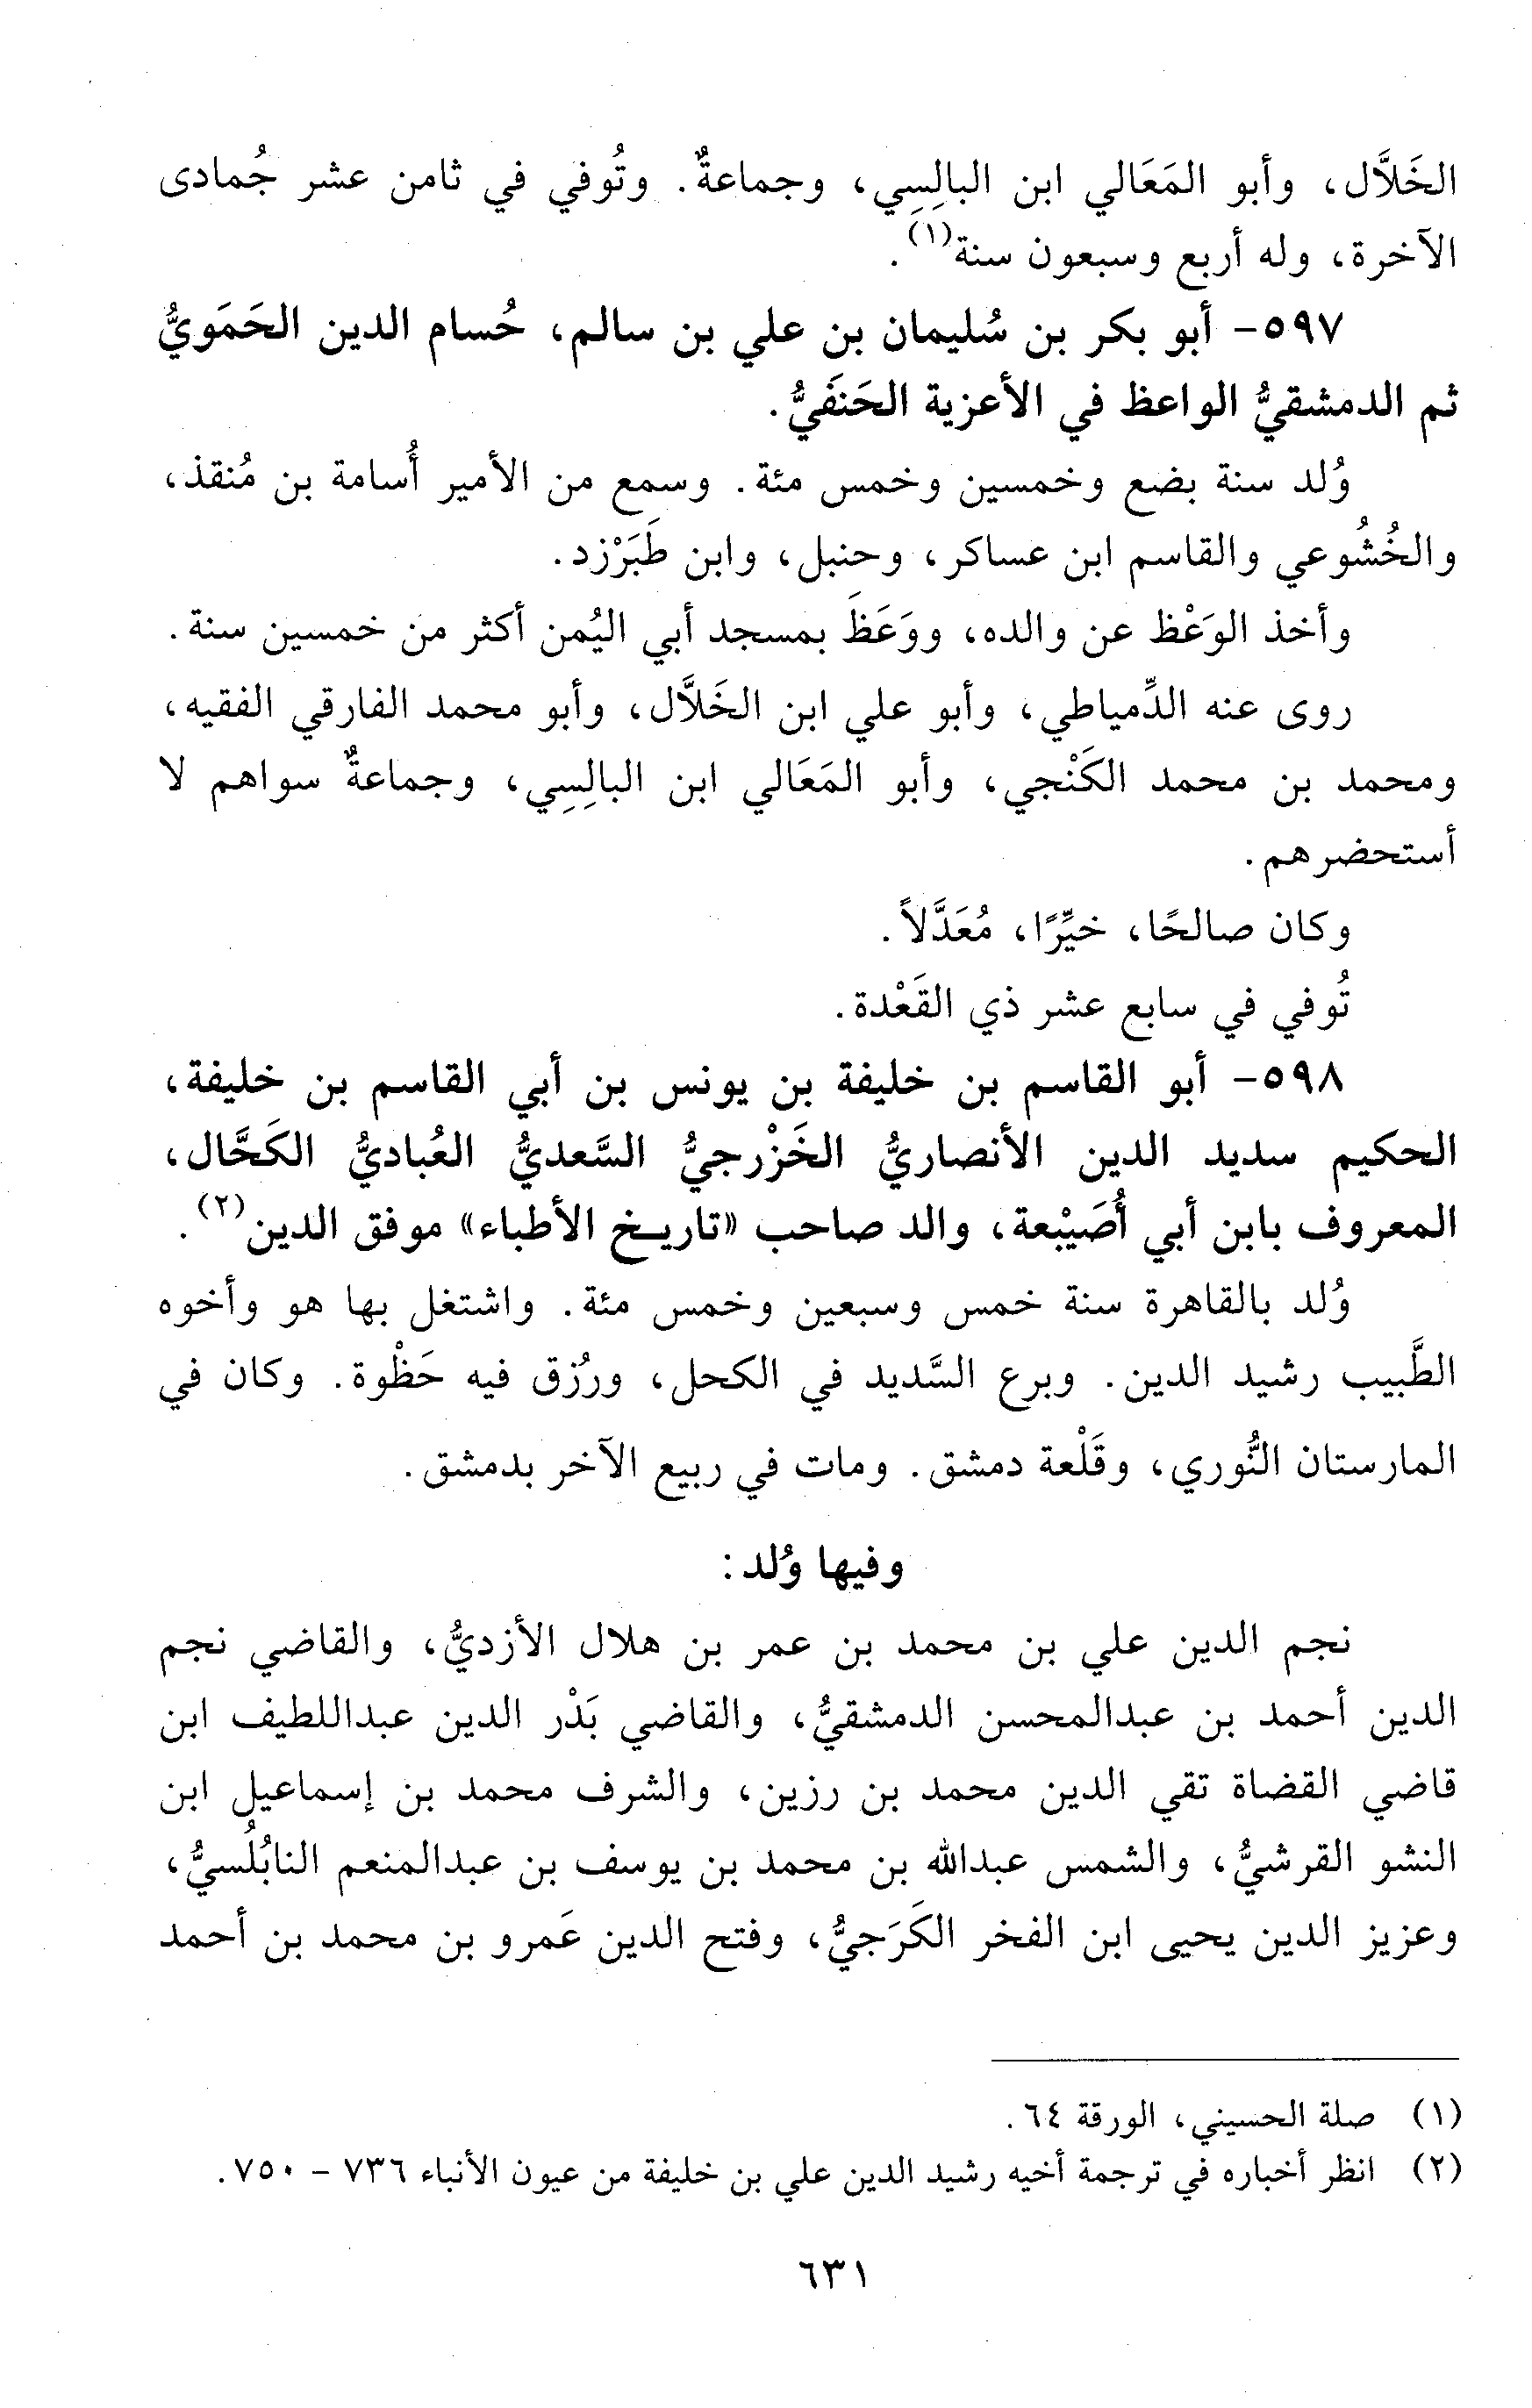 الخَلاَّل، وأبو المَعَالي ابن البالِسِي، وجماعةٌ. وتُوفي في ثامن عشر جُمادى
الآخرة، وله أربع وسبعون سنة(١).
٥٩٧- أبو بكر بن سُليمان بن علي بن سالم، حُسام الدين الحَمَويُّ
ثم الدمشقيُّ الواعظ في الأعزية الحَنَفيُّ.
وُلد سنة بضع وخمسين وخمس مئة. وسمع من الأمير أُسامة بن مُنقذ،
والخُشُوعي والقاسم ابن عساكر، وحنبل، وابن طَبَرْزد.
وأخذ الوَعْظ عن والده، ووَعَظَ بمسجد أبي اليُمن أكثر من خمسين سنة.
روى عنه الدِّمياطي، وأبو علي ابن الخَلاَّل، وأبو محمد الفارقي الفقيه،
ومحمد بن محمد الكَنْجي، وأبو المَعَالي ابن البالِسِي، وجماعةٌ سواهم لا
أستحضرهم.
وكان صالحًا، خيِّرًا، مُعَدَّلاً.
تُوفي في سابع عشر ذي القَعْدة.
٥٩٨- أبو القاسم بن خليفة بن يونس بن أبي القاسم بن خليفة،
الحكيم سديد الدين الأنصاريُّ الخَزْرجيُّ السَّعديُّ العُباديُّ الكَحَّال،
المعروف بابن أبي أُصَيْبعة، والد صاحب «تاريخ الأطباء» موفق الدين(٢).
وُلد بالقاهرة سنة خمس وسبعين وخمس مئة. واشتغل بها هو وأخوه
الطَّبيب رشيد الدين. وبرع السَّديد في الكحل، ورُزق فيه حَظْوة. وكان في
المارستان النُّوري، وقَلْعة دمشق. ومات في ربيع الآخر بدمشق.
وفيها وُلد:
نجم الدين علي بن محمد بن عمر بن هلال الأزديُّ، والقاضي نجم
الدين أحمد بن عبدالمحسن الدمشقيُّ، والقاضي بَدْر الدين عبداللطيف ابن
قاضي القضاة تقي الدين محمد بن رزين، والشرف محمد بن إسماعيل ابن
النشو القرشيُّ، والشمس عبدالله بن محمد بن يوسف بن عبدالمنعم النابُلُسيُّ،
وعزيز الدين يحيى ابن الفخر الكَرَجيُّ، وفتح الدين عَمرو بن محمد بن أحمد
(١) صلة الحسيني، الورقة ٦٤.
(٢) انظر أخباره في ترجمة أخيه رشيد الدين علي بن خليفة من عيون الأنباء ٧٣٦ - ٧٥٠.
٦٣١